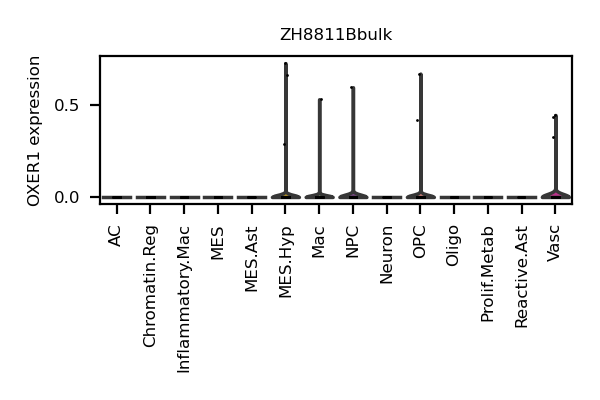 ZH8811Bbulk
OXER1 expression
0.5
0.0
AC
Chromatin.Reg
Inflammatory.Mac
MES
MES.Ast
MES.Hyp
Mac
NPC
Neuron
OPC
Oligo
Prolif.Metab
Reactive.Ast
Vasc